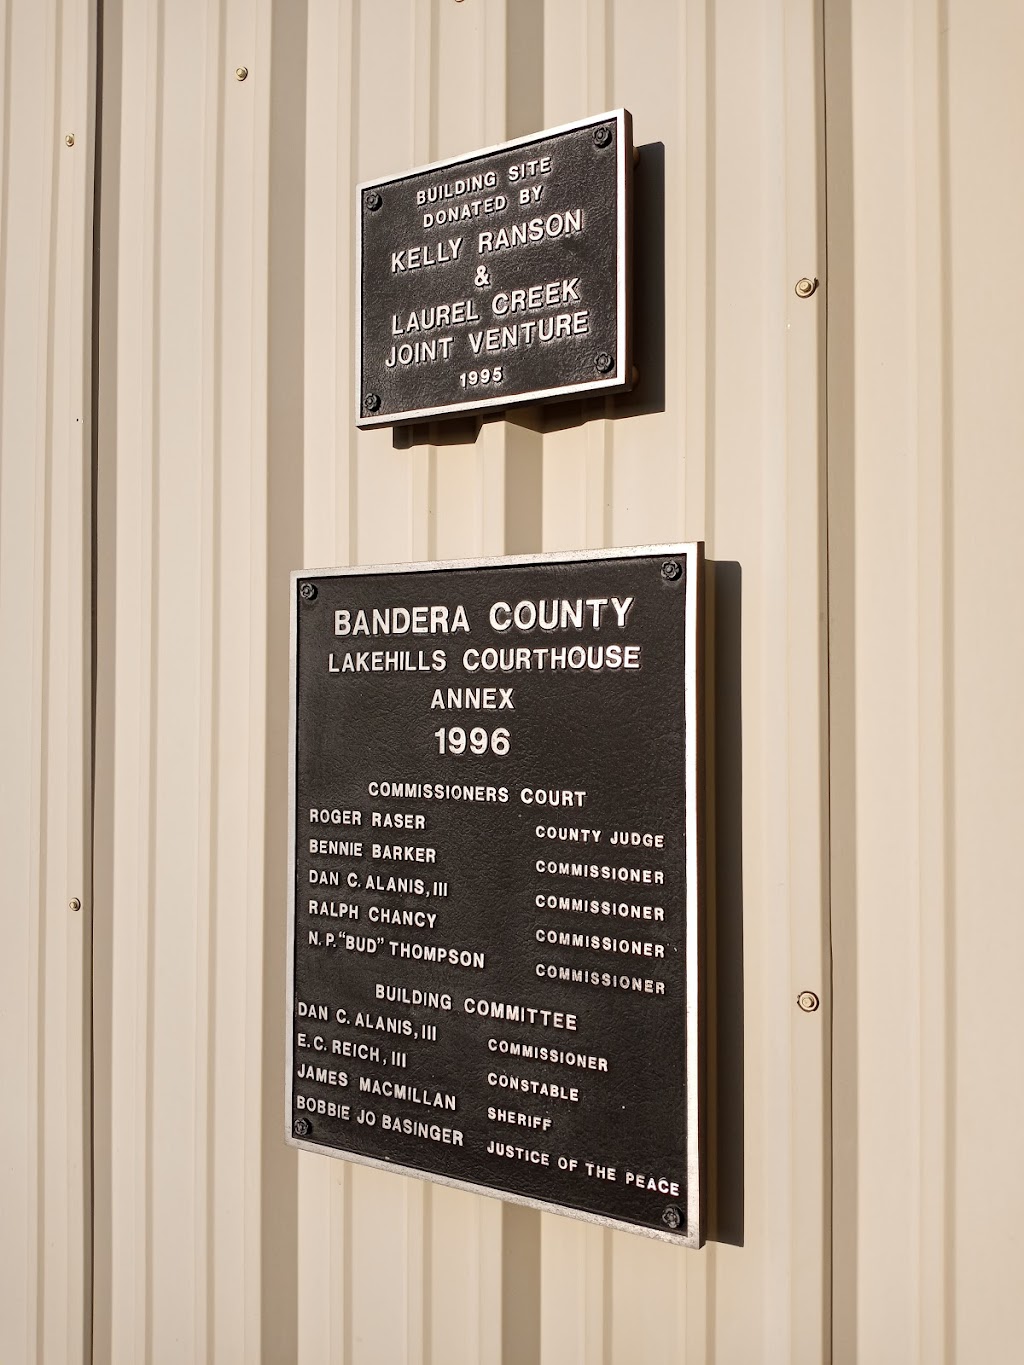 BUILDING SITE
DONATED BY
KELLY RANSON
&
LAUREL CREEK
JOINT VENTURE
1995
BANDERA COUNTY
LAKEHILLS COURTHOUSE
ANNEX
1996
COMMISSIONERS COURT
ROGER RASER COUNTY JUDGE
BENNIE BARKER COMMISSIONER
DAN C. ALANIS, III COMMISSIONER
RALPH CHANCY COMMISSIONER
N. P. "BUD" THOMPSON COMMISSIONER
BUILDING COMMITTEE
DAN C. ALANIS, III COMMISSIONER
E. C. REICH, III CONSTABLE
JAMES MACMILLAN SHERIFF
BOBBIE JO BASINGER JUSTICE OF THE PEACE